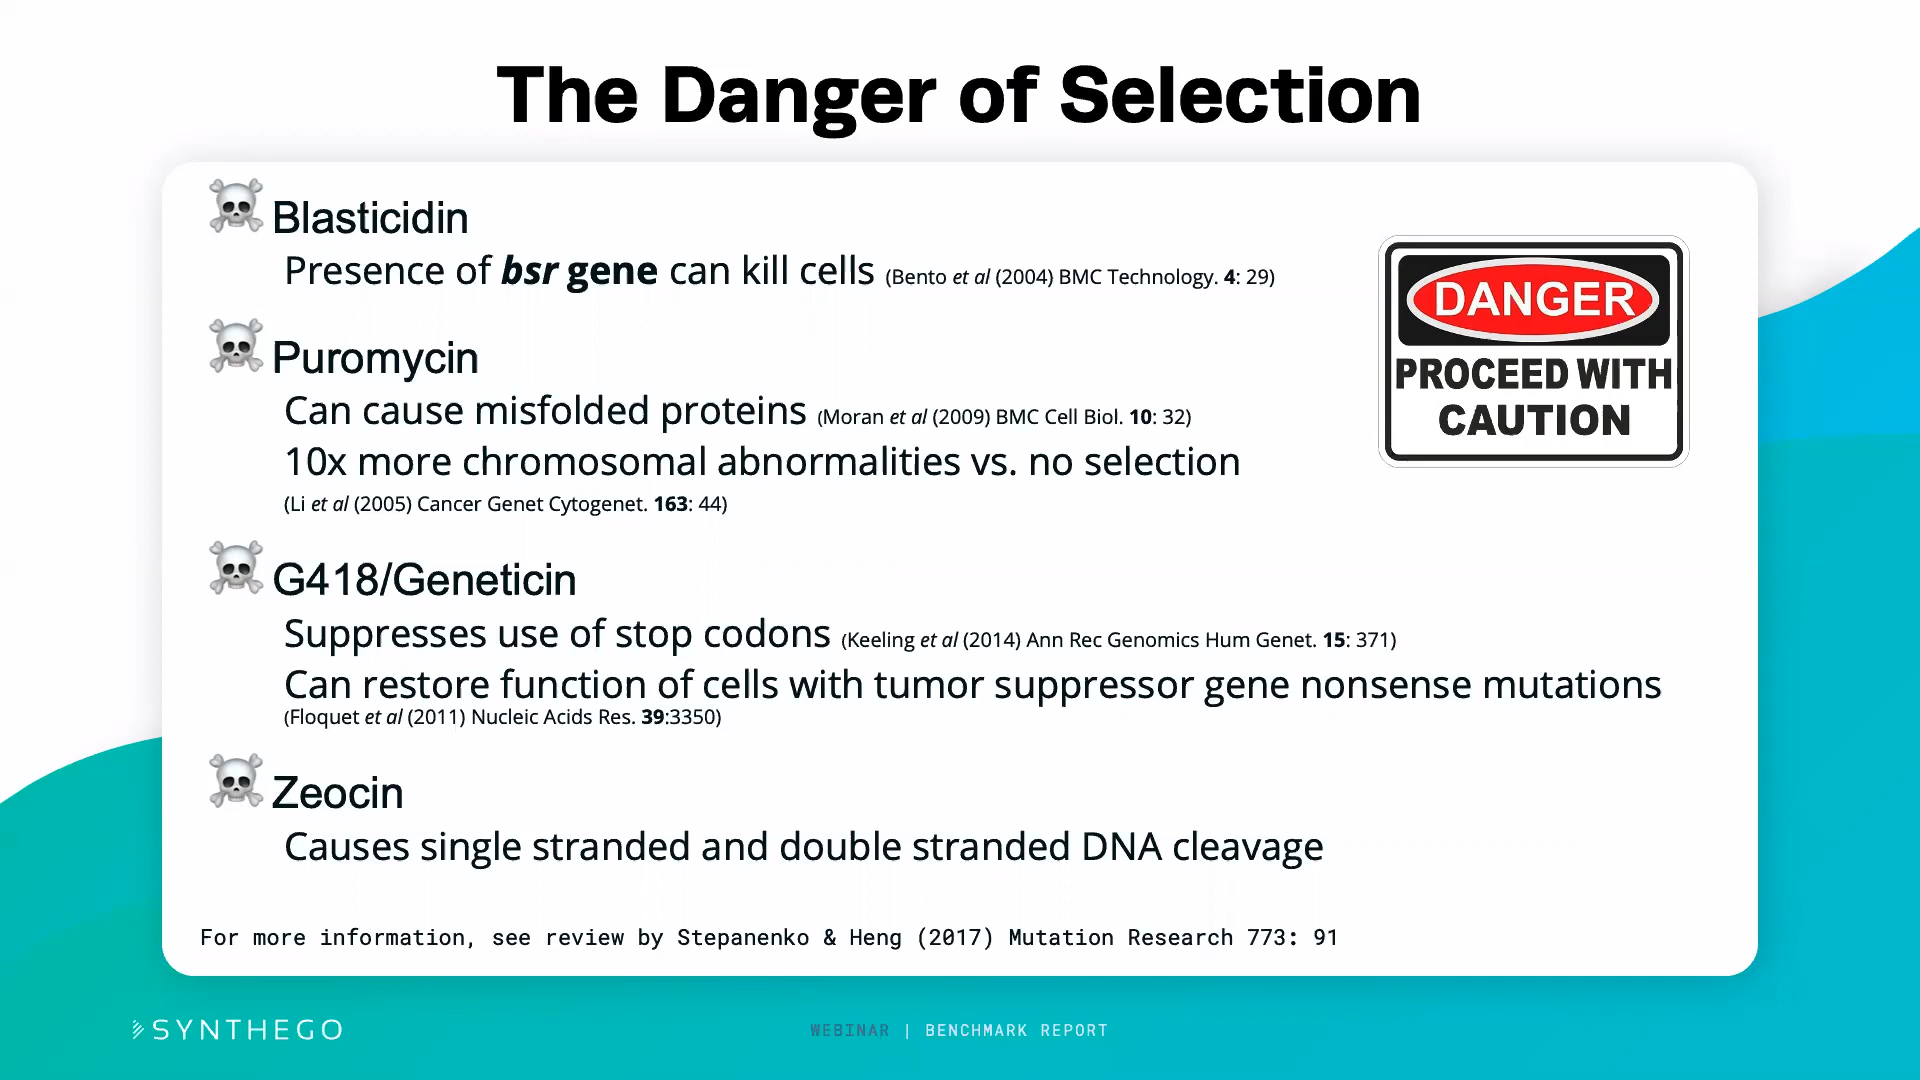 The Danger of Selection
Blasticidin
Presence of bsr gene can kill cells (Bento et al (2004) BMC Technology. 4: 29)
Puromycin
Can cause misfolded proteins (Moran et al (2009) BMC Cell Biol. 10: 32)
10x more chromosomal abnormalities vs. no selection
(Li et al (2005) Cancer Genet Cytogenet. 163: 44)
DANGER
PROCEED WITH
CAUTION
G418/Geneticin
Suppresses use of stop codons (Keeling et al (2014) Ann Rec Genomics Hum Genet. 15: 371)
Can restore function of cells with tumor suppressor gene nonsense mutations
(Floquet et al (2011) Nucleic Acids Res. 39:3350)
Zeocin
Causes single stranded and double stranded DNA cleavage
For more information, see review by Stepanenko & Heng (2017) Mutation Research 773: 91
SYNTHEGO
WEBINAR | BENCHMARK REPORT